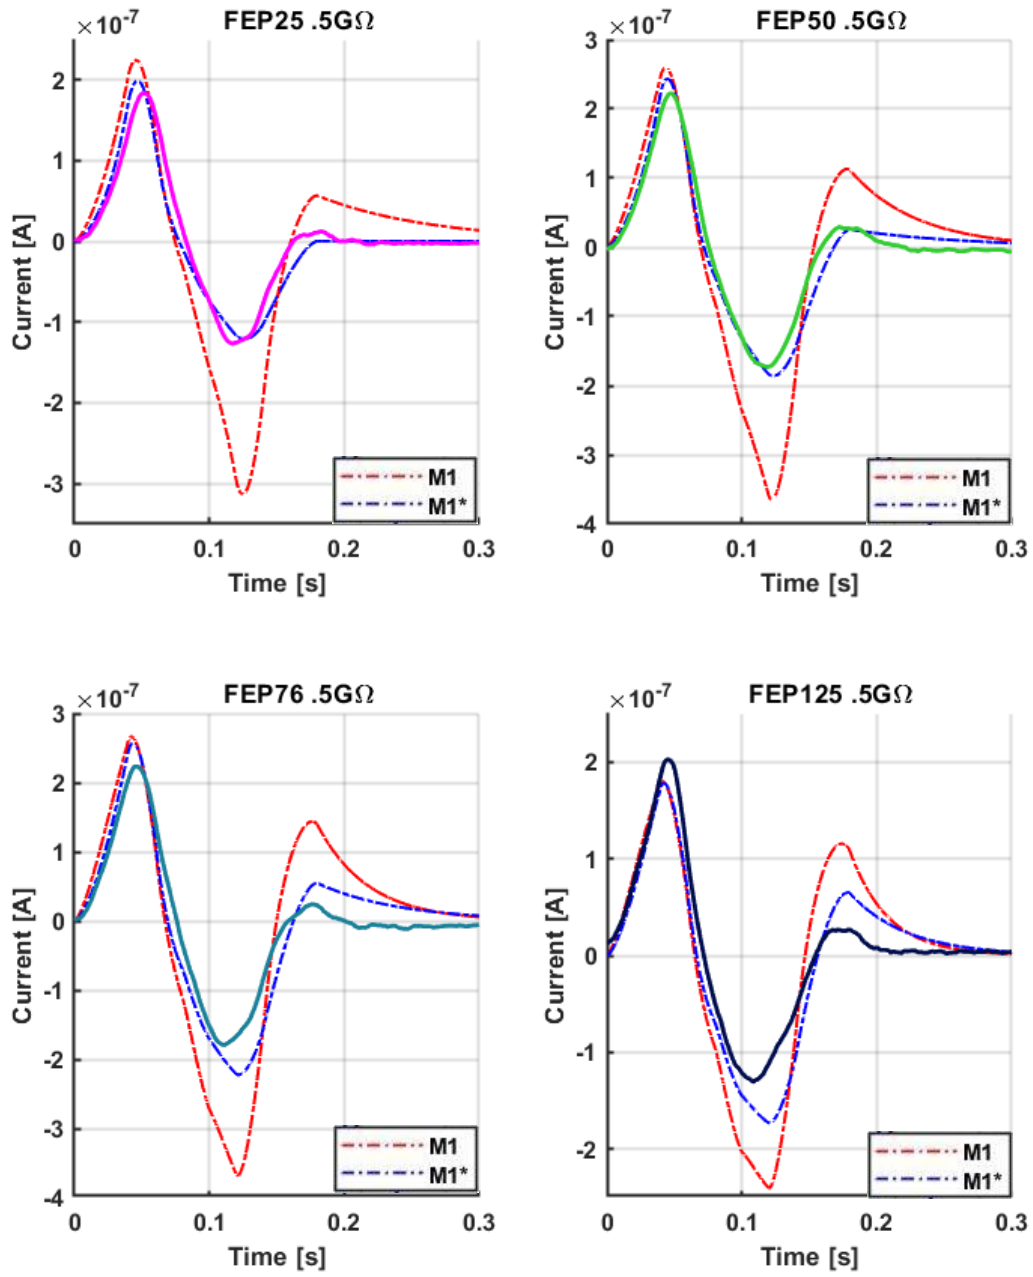 ×10⁻⁷ FEP25 .5GΩ
2
1
0
-1
-2
-3
Current [A]
M1
M1*
0 0.1 0.2 0.3
Time [s]
×10⁻⁷ FEP50 .5GΩ
3
2
1
0
-1
-2
-3
-4
Current [A]
M1
M1*
0 0.1 0.2 0.3
Time [s]
×10⁻⁷ FEP76 .5GΩ
3
2
1
0
-1
-2
-3
-4
Current [A]
M1
M1*
0 0.1 0.2 0.3
Time [s]
×10⁻⁷ FEP125 .5GΩ
2
1
0
-1
-2
Current [A]
M1
M1*
0 0.1 0.2 0.3
Time [s]